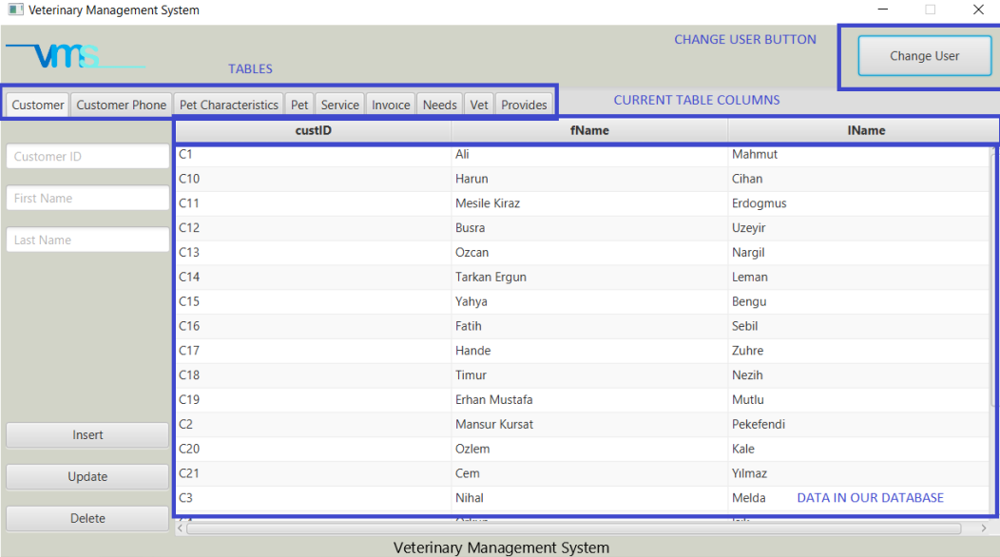 Veterinary Management System
vms
CHANGE USER BUTTON
Change User
TABLES
Customer Customer Phone Pet Characteristics Pet Service Invoice Needs Vet Provides
CURRENT TABLE COLUMNS
custID fName lName
Customer ID
First Name
Last Name
Insert
Update
Delete
C1 Ali Mahmut
C10 Harun Cihan
C11 Mesile Kiraz Erdogmus
C12 Busra Uzeyir
C13 Ozcan Nargil
C14 Tarkan Ergun Leman
C15 Yahya Bengu
C16 Fatih Sebil
C17 Hande Zuhre
C18 Timur Nezih
C19 Erhan Mustafa Mutlu
C2 Mansur Kursat Pekefendi
C20 Ozlem Kale
C21 Cem Yılmaz
C3 Nihal Melda
DATA IN OUR DATABASE
Veterinary Management System